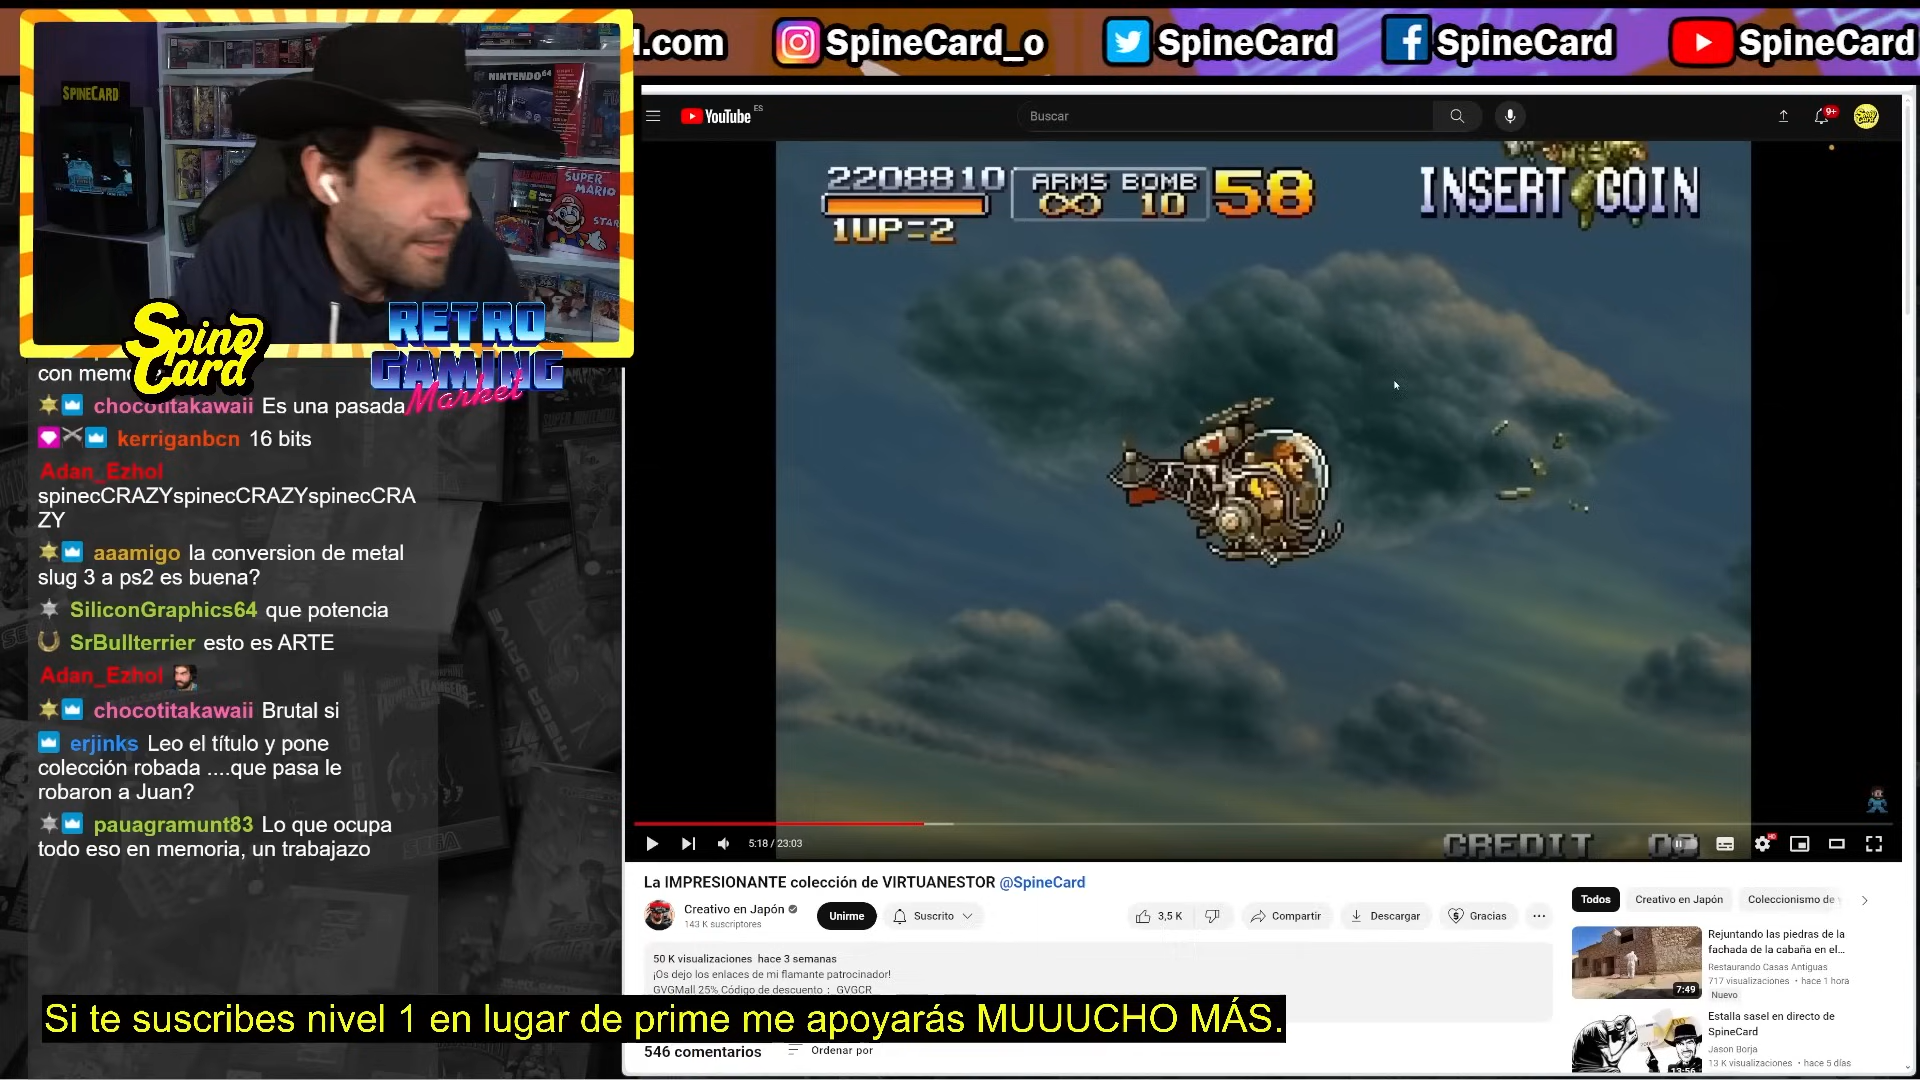 d.com
SpineCard_o
SpineCard
SpineCard
SpineCard
SPINECARD
NINTENDO 64
SUPER
MARIO
STAR
Spine
Card
RETRO
GAMING
Market
con memo
chocotitakawaii Es una pasada
kerriganbcn 16 bits
Adan_Ezhol
spinecCRAZYspinecCRAZYspinecCRA
ZY
aaamigo la conversion de metal
slug 3 a ps2 es buena?
SiliconGraphics64 que potencia
SrBullterrier esto es ARTE
Adan_Ezhol
chocotitakawaii Brutal si
erjinks Leo el título y pone
colección robada ....que pasa le
robaron a Juan?
pauagramunt83 Lo que ocupa
todo eso en memoria, un trabajazo
YouTube ES
Buscar
9+
2208810 ARMS BOMB 58 INSERT COIN
∞ 10
1UP=2
CREDIT
5:18 / 23:03
La IMPRESIONANTE colección de VIRTUANESTOR @SpineCard
Creativo en Japón
143 K suscriptores
Unirme
Suscrito
3,5 K
Compartir
Descargar
Gracias
50 K visualizaciones hace 3 semanas
¡Os dejo los enlaces de mi flamante patrocinador!
GVGMall 25% Código de descuento : GVGCR
546 comentarios
Ordenar por
Todos
Creativo en Japón
Coleccionismo de
Rejuntando las piedras de la
fachada de la cabaña en el...
Restaurando Casas Antiguas
717 visualizaciones • hace 1 hora
Nuevo
7:49
Estalla sasel en directo de
SpineCard
Jason Borja
13 K visualizaciones • hace 5 días
13:56
Si te suscribes nivel 1 en lugar de prime me apoyarás MUUUCHO MÁS.